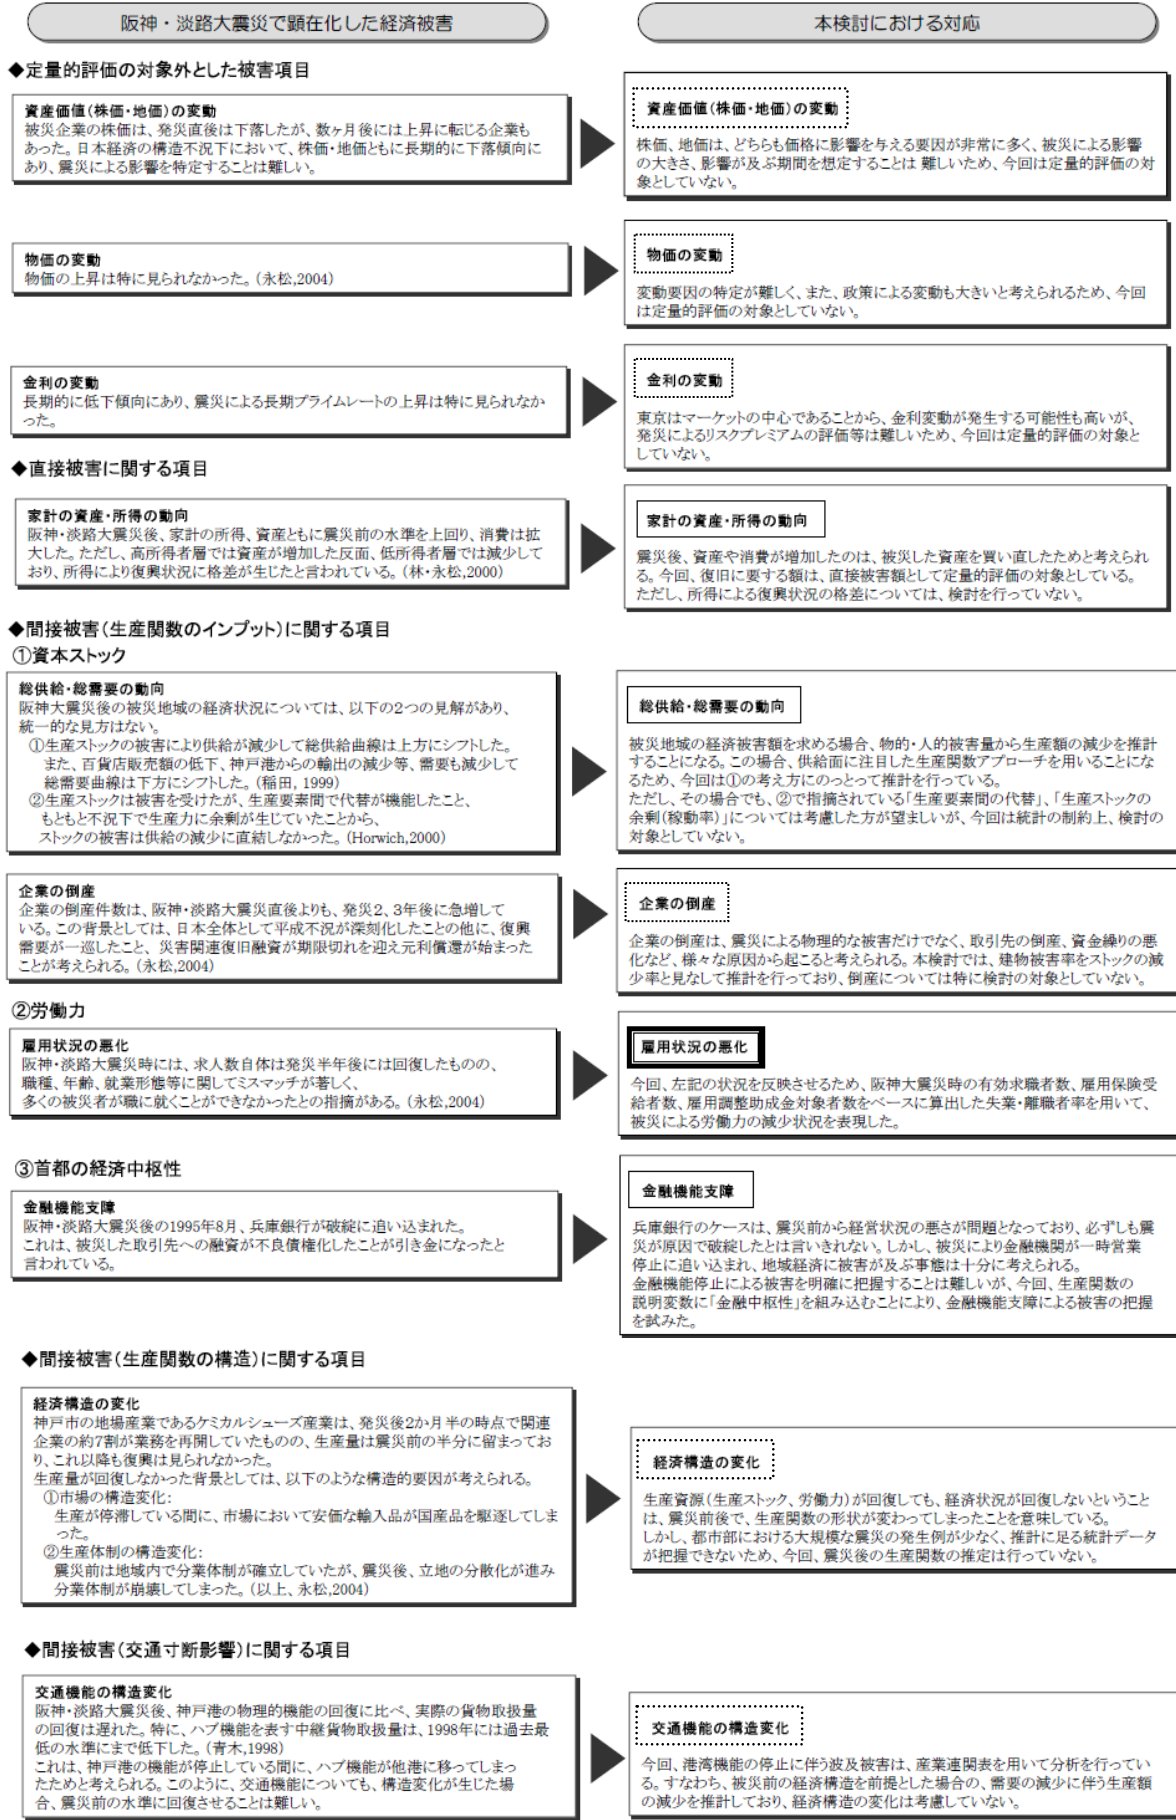 阪神・淡路大震災で顕在化した経済被害
本検討における対応
◆定量的評価の対象外とした被害項目
資産価値(株価・地価)の変動
被災企業の株価は、発災直後は下落したが、数ヶ月後には上昇に転じる企業も
あった。日本経済の構造不況下において、株価・地価ともに長期的に下落傾向に
あり、震災による影響を特定することは難しい。
資産価値(株価・地価)の変動
株価、地価は、どちらも価格に影響を与える要因が非常に多く、被災による影響
の大きさ、影響が及ぶ期間を想定することは 難しいため、今回は定量的評価の対
象としていない。
物価の変動
物価の上昇は特に見られなかった。(永松,2004)
物価の変動
変動要因の特定が難しく、また、政策による変動も大きいと考えられるため、今回
は定量的評価の対象としていない。
金利の変動
長期的に低下傾向にあり、震災による長期プライムレートの上昇は特に見られなか
った。
金利の変動
東京はマーケットの中心であることから、金利変動が発生する可能性も高いが、
発災によるリスクプレミアムの評価等は難しいため、今回は定量的評価の対象と
していない。
◆直接被害に関する項目
家計の資産・所得の動向
阪神・淡路大震災後、家計の所得、資産ともに震災前の水準を上回り、消費は拡
大した。ただし、高所得者層では資産が増加した反面、低所得者層では減少して
おり、所得により復興状況に格差が生じたと言われている。(林・永松,2000)
家計の資産・所得の動向
震災後、資産や消費が増加したのは、被災した資産を買い直したためと考えられ
る。今回、復旧に要する額は、直接被害額として定量的評価の対象としている。
ただし、所得による復興状況の格差については、検討を行っていない。
◆間接被害(生産関数のインプット)に関する項目
①資本ストック
総供給・総需要の動向
阪神大震災後の被災地域の経済状況については、以下の2つの見解があり、
統一的な見方はない。
①生産ストックの被害により供給が減少して総供給曲線は上方にシフトした。
また、百貨店販売額の低下、神戸港からの輸出の減少等、需要も減少して
総需要曲線は下方にシフトした。(稲田, 1999)
②生産ストックは被害を受けたが、生産要素間で代替が機能したこと、
もともと不況下で生産力に余剰が生じていたことから、
ストックの被害は供給の減少に直結しなかった。(Horwich,2000)
総供給・総需要の動向
被災地域の経済被害額を求める場合、物的・人的被害量から生産額の減少を推計
することになる。この場合、供給面に注目した生産関数アプローチを用いることにな
るため、今回は①の考え方にのっとって推計を行っている。
ただし、その場合でも、②で指摘されている「生産要素間の代替」、「生産ストックの
余剰(稼動率)」については考慮した方が望ましいが、今回は統計の制約上、検討の
対象としていない。
企業の倒産
企業の倒産件数は、阪神・淡路大震災直後よりも、発災2、3年後に急増して
いる。この背景としては、日本全体として平成不況が深刻化したことの他に、復興
需要が一巡したこと、 災害関連復旧融資が期限切れを迎え元利償還が始まった
ことが考えられる。(永松,2004)
企業の倒産
企業の倒産は、震災による物理的な被害だけでなく、取引先の倒産、資金繰りの悪
化など、様々な原因から起こると考えられる。本検討では、建物被害率をストックの減
少率と見なして推計を行っており、倒産については特に検討の対象としていない。
②労働力
雇用状況の悪化
阪神・淡路大震災時には、求人数自体は発災半年後には回復したものの、
職種、年齢、就業形態等に関してミスマッチが著しく、
多くの被災者が職に就くことができなかったとの指摘がある。(永松,2004)
雇用状況の悪化
今回、左記の状況を反映させるため、阪神大震災時の有効求職者数、雇用保険受
給者数、雇用調整助成金対象者数をベースに算出した失業・離職者率を用いて、
被災による労働力の減少状況を表現した。
③首都の経済中枢性
金融機能支障
阪神・淡路大震災後の1995年8月、兵庫銀行が破綻に追い込まれた。
これは、被災した取引先への融資が不良債権化したことが引き金になったと
言われている。
金融機能支障
兵庫銀行のケースは、震災前から経営状況の悪さが問題となっており、必ずしも震
災が原因で破綻したとは言いきれない。しかし、被災により金融機関が一時営業
停止に追い込まれ、地域経済に被害が及ぶ事態は十分に考えられる。
金融機能停止による被害を明確に把握することは難しいが、今回、生産関数の
説明変数に「金融中枢性」を組み込むことにより、金融機能支障による被害の把握
を試みた。
◆間接被害(生産関数の構造)に関する項目
経済構造の変化
神戸市の地場産業であるケミカルシューズ産業は、発災後2か月半の時点で関連
企業の約7割が業務を再開していたものの、生産量は震災前の半分に留まってお
り、これ以降も復興は見られなかった。
生産量が回復しなかった背景としては、以下のような構造的要因が考えられる。
①市場の構造変化:
生産が停滞している間に、市場において安価な輸入品が国産品を駆逐してしま
った。
②生産体制の構造変化:
震災前は地域内で分業体制が確立していたが、震災後、立地の分散化が進み
分業体制が崩壊してしまった。(以上、永松,2004)
経済構造の変化
生産資源(生産ストック、労働力)が回復しても、経済状況が回復しないということ
は、震災前後で、生産関数の形状が変わってしまったことを意味している。
しかし、都市部における大規模な震災の発生例が少なく、推計に足る統計データ
が把握できないため、今回、震災後の生産関数の推定は行っていない。
◆間接被害(交通寸断影響)に関する項目
交通機能の構造変化
阪神・淡路大震災後、神戸港の物理的機能の回復に比べ、実際の貨物取扱量
の回復は遅れた。特に、ハブ機能を表す中継貨物取扱量は、1998年には過去最
低の水準にまで低下した。(青木,1998)
これは、神戸港の機能が停止している間に、ハブ機能が他港に移ってしまっ
たためと考えられる。このように、交通機能についても、構造変化が生じた場
合、震災前の水準に回復させることは難しい。
交通機能の構造変化
今回、港湾機能の停止に伴う波及被害は、産業連関表を用いて分析を行ってい
る。すなわち、被災前の経済構造を前提とした場合の、需要の減少に伴う生産額
の減少を推計しており、経済構造の変化は考慮していない。